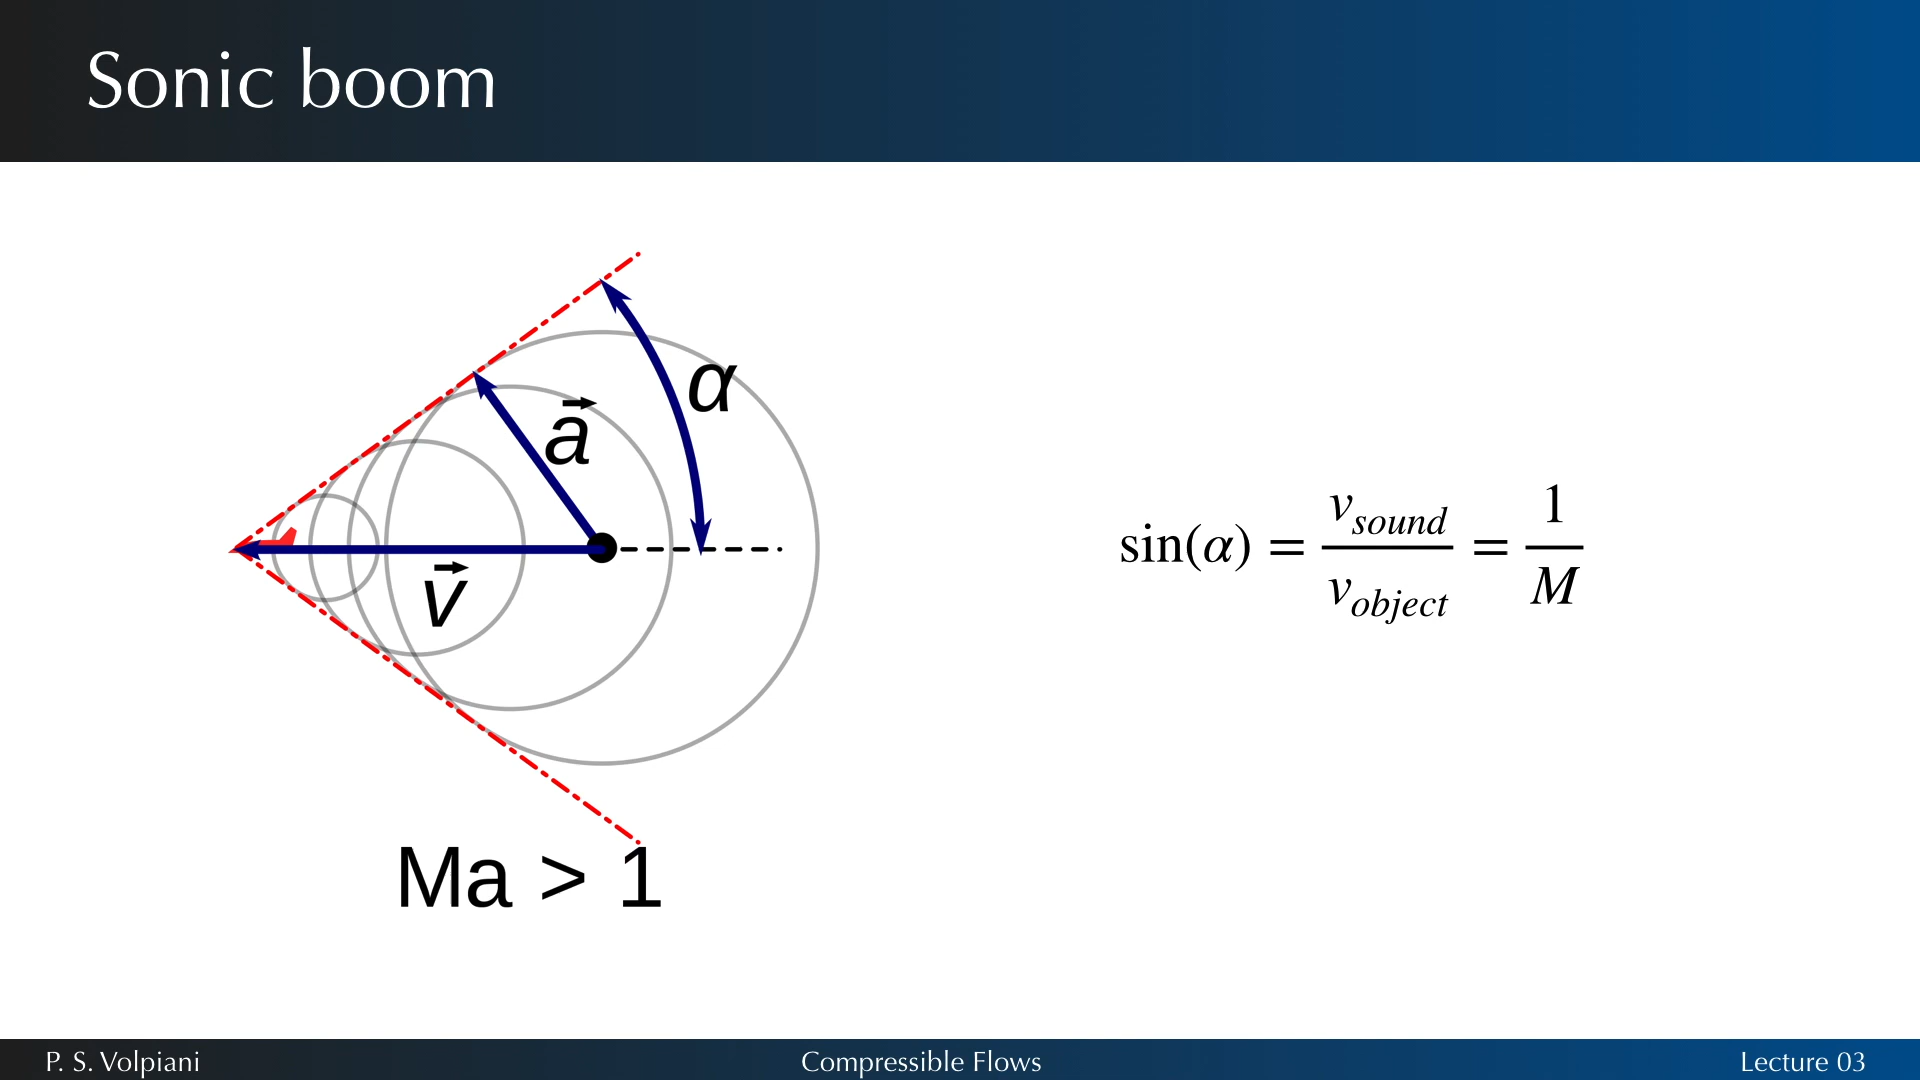 Sonic boom
α
a⃗
v⃗
Ma > 1
sin(α) = v_sound / v_object = 1 / M
P. S. Volpiani Compressible Flows Lecture 03